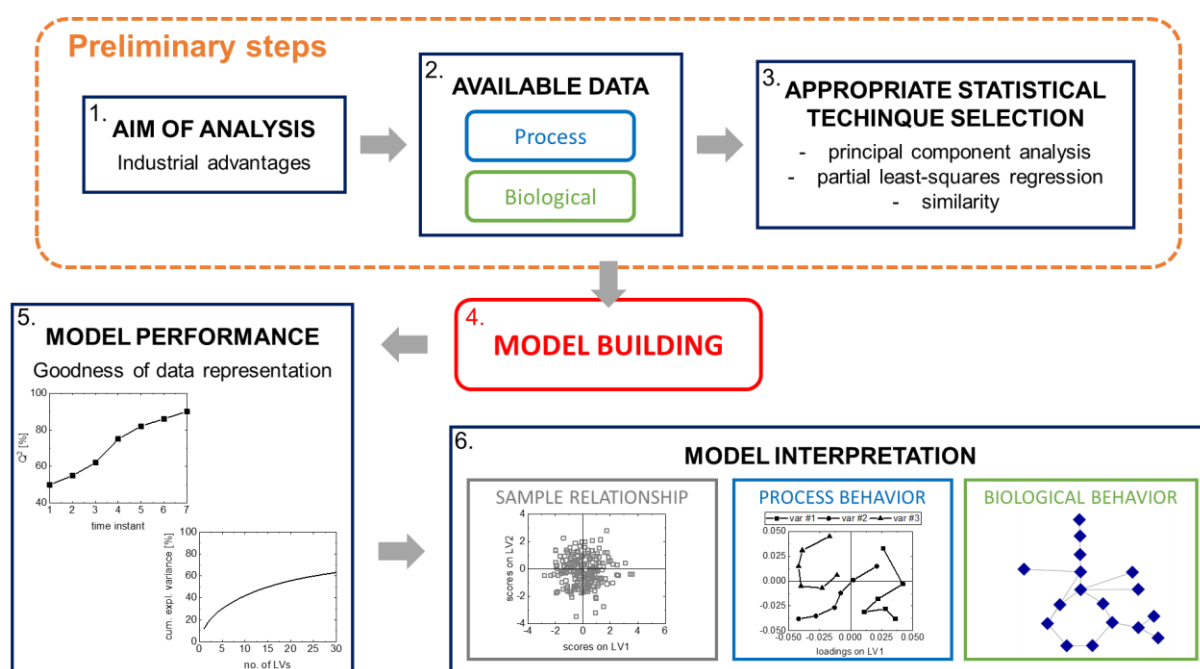 Preliminary steps
1.
AIM OF ANALYSIS
Industrial advantages
2.
AVAILABLE DATA
Process
Biological
3.
APPROPRIATE STATISTICAL
TECHINQUE SELECTION
- principal component analysis
- partial least-squares regression
- similarity
4.
MODEL BUILDING
5.
MODEL PERFORMANCE
Goodness of data representation
Q² [%]
100
80
60
40
1 2 3 4 5 6 7
time instant
cum. expl. variance [%]
100
80
60
40
20
0
0 5 10 15 20 25 30
no. of LVs
6.
MODEL INTERPRETATION
SAMPLE RELATIONSHIP
scores on LV2
4
2
0
-2
-4
-6 -4 -2 0 2 4 6
scores on LV1
PROCESS BEHAVIOR
var #1 var #2 var #3
0.050
0.025
0.000
-0.025
-0.050
-0.050 -0.025 0.000 0.025 0.050
loadings on LV1
BIOLOGICAL BEHAVIOR